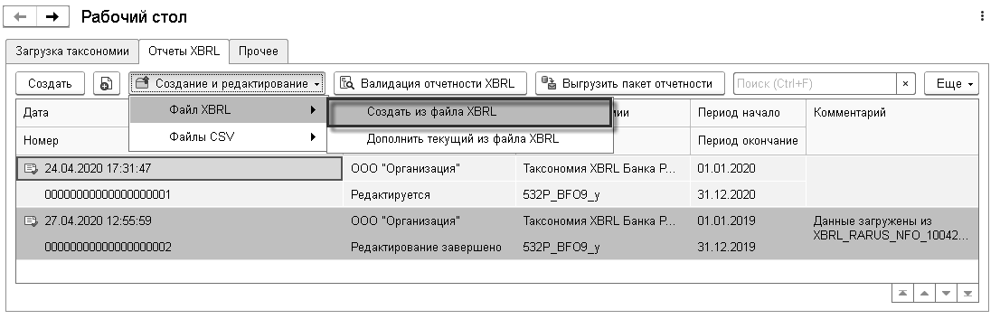 Рабочий стол
Загрузка таксономии Отчеты XBRL Прочее
Создать Создание и редактирование Валидация отчетности XBRL Выгрузить пакет отчетности Поиск (Ctrl+F) × Еще
Файл XBRL Создать из файла XBRL
Файлы CSV Дополнить текущий из файла XBRL
Дата мии Период начало Комментарий
Номер Период окончание
24.04.2020 17:31:47 ООО "Организация" Таксономия XBRL Банка Р... 01.01.2020
00000000000000000001 Редактируется 532P_BFO9_y 31.12.2020
27.04.2020 12:55:59 ООО "Организация" Таксономия XBRL Банка Р... 01.01.2019 Данные загружены из
XBRL_RARUS_NFO_10042...
00000000000000000002 Редактирование завершено 532P_BFO9_y 31.12.2019